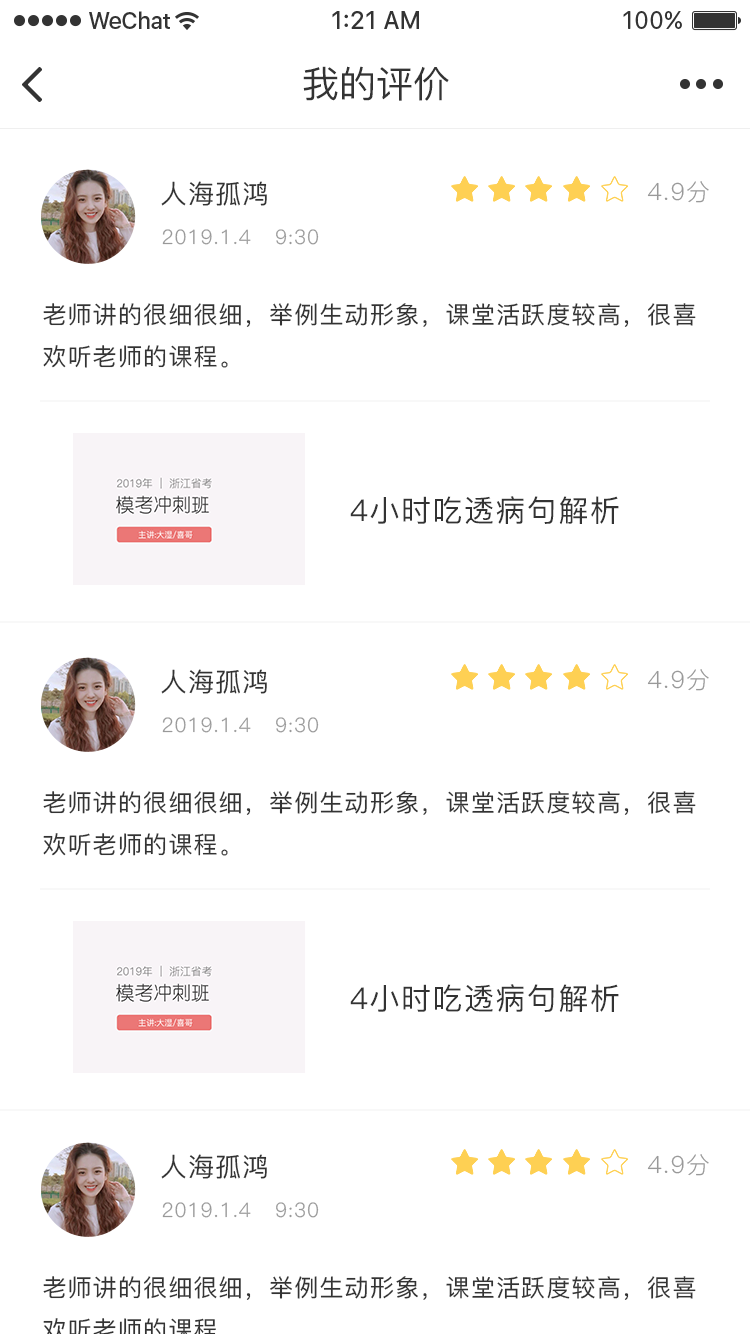 WeChat 1:21 AM 100%
我的评价
人海孤鸿 4.9分
2019.1.4 9:30
老师讲的很细很细，举例生动形象，课堂活跃度较高，很喜
欢听老师的课程。
2019年 | 浙江省考
模考冲刺班
主讲:大湿/喜哥
4小时吃透病句解析
人海孤鸿 4.9分
2019.1.4 9:30
老师讲的很细很细，举例生动形象，课堂活跃度较高，很喜
欢听老师的课程。
2019年 | 浙江省考
模考冲刺班
主讲:大湿/喜哥
4小时吃透病句解析
人海孤鸿 4.9分
2019.1.4 9:30
老师讲的很细很细，举例生动形象，课堂活跃度较高，很喜
欢听老师的课程